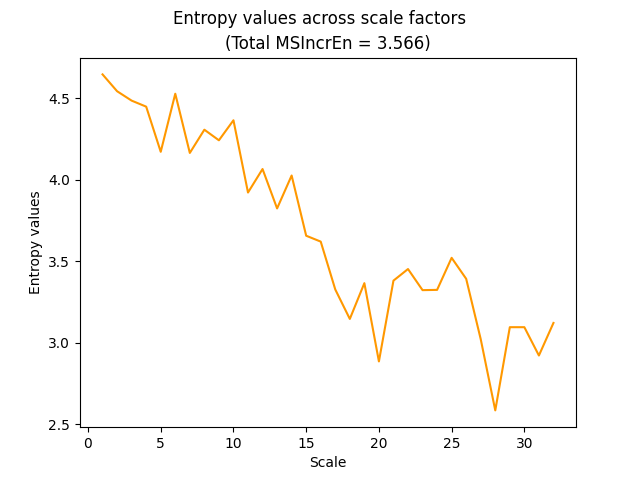 Entropy values across scale factors
(Total MSIncrEn = 3.566)
4.5
4.0
3.5
3.0
2.5
Entropy values
0 5 10 15 20 25 30
Scale